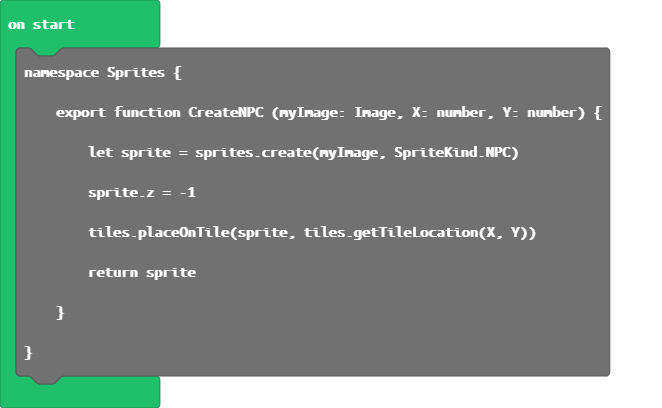 on start
namespace Sprites {
export function CreateNPC (myImage: Image, X: number, Y: number) {
let sprite = sprites.create(myImage, SpriteKind.NPC)
sprite.z = -1
tiles.placeOnTile(sprite, tiles.getTileLocation(X, Y))
return sprite
}
}